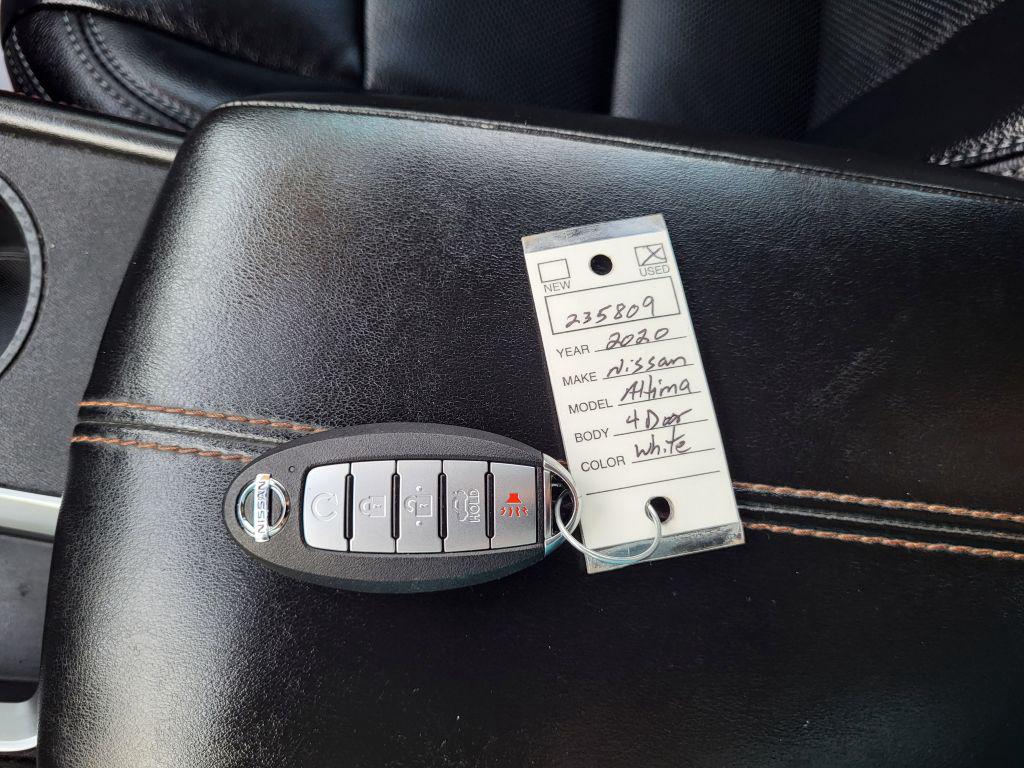 NEW
USED
235809
YEAR 2020
MAKE Nissan
MODEL Altima
BODY 4 Door
COLOR White
NISSAN
HOLD